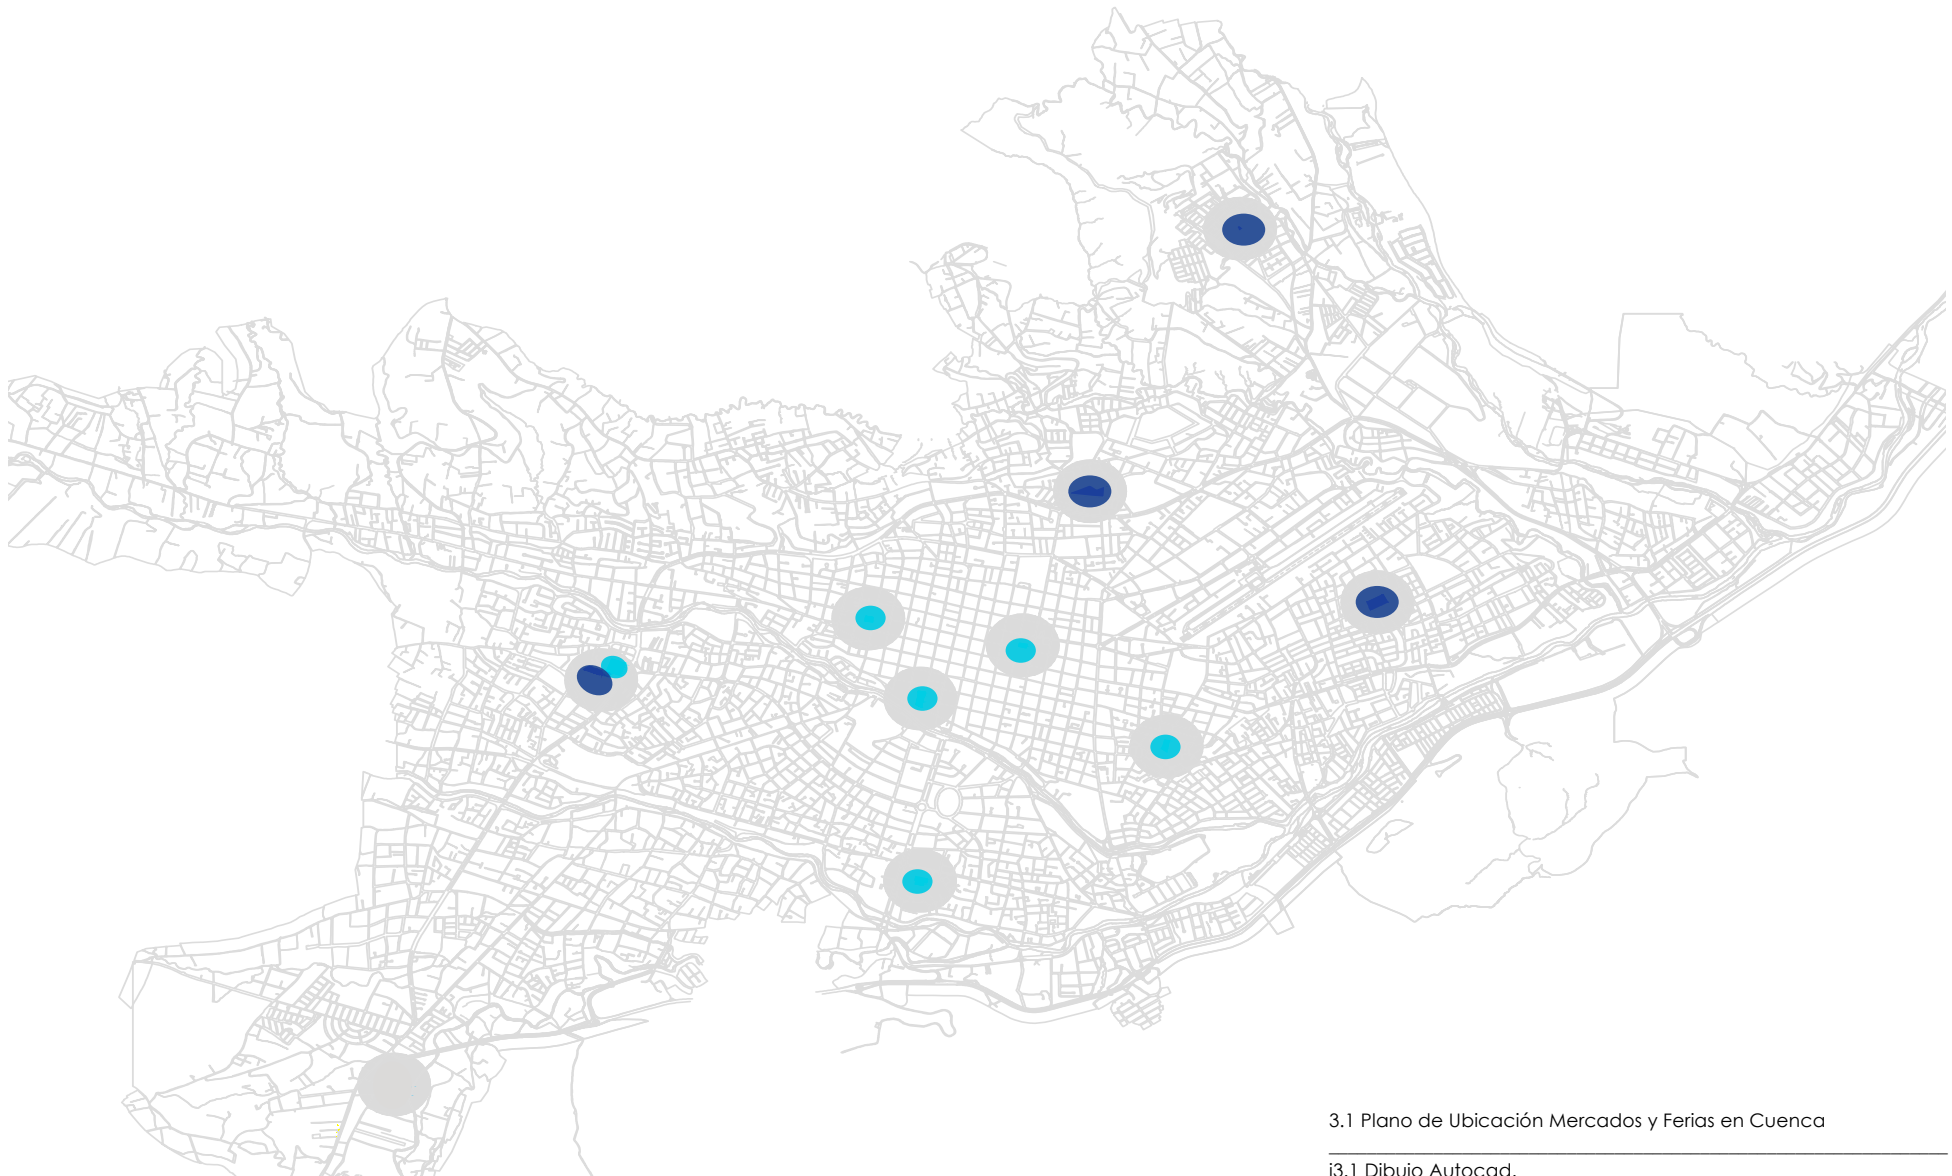 3.1 Plano de Ubicación Mercados y Ferias en Cuenca
i3.1 Dibujo Autocad.